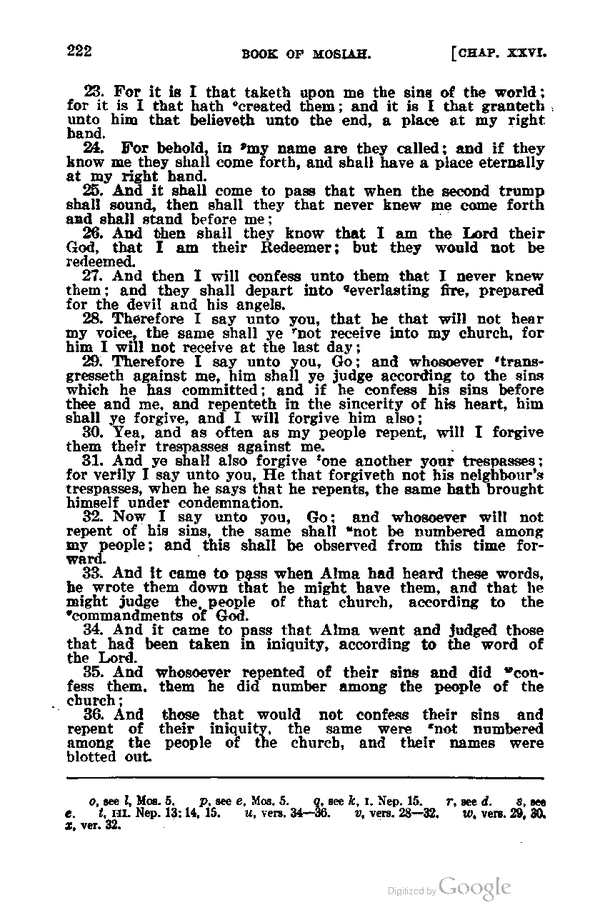 222 BOOK OF MOSIAH. [CHAP. XXVI.
23. For it is I that taketh upon me the sins of the world;
for it is I that hath ᵒcreated them; and it is I that granteth
unto him that believeth unto the end, a place at my right
hand.
24. For behold, in ᵖmy name are they called; and if they
know me they shall come forth, and shall have a place eternally
at my right hand.
25. And it shall come to pass that when the second trump
shall sound, then shall they that never knew me come forth
and shall stand before me;
26. And then shall they know that I am the Lord their
God, that I am their Redeemer; but they would not be
redeemed.
27. And then I will confess unto them that I never knew
them; and they shall depart into qeverlasting fire, prepared
for the devil and his angels.
28. Therefore I say unto you, that he that will not hear
my voice, the same shall ye ʳnot receive into my church, for
him I will not receive at the last day;
29. Therefore I say unto you, Go; and whosoever ˢtrans-
gresseth against me, him shall ye judge according to the sins
which he has committed; and if he confess his sins before
thee and me, and repenteth in the sincerity of his heart, him
shall ye forgive, and I will forgive him also;
30. Yea, and as often as my people repent, will I forgive
them their trespasses against me.
31. And ye shall also forgive ᵗone another your trespasses;
for verily I say unto you, He that forgiveth not his neighbour's
trespasses, when he says that he repents, the same hath brought
himself under condemnation.
32. Now I say unto you, Go; and whosoever will not
repent of his sins, the same shall ᵘnot be numbered among
my people; and this shall be observed from this time for-
ward.
33. And it came to pass when Alma had heard these words,
he wrote them down that he might have them, and that he
might judge the people of that church, according to the
ᵛcommandments of God.
34. And it came to pass that Alma went and judged those
that had been taken in iniquity, according to the word of
the Lord.
35. And whosoever repented of their sins and did ʷcon-
fess them, them he did number among the people of the
church;
36. And those that would not confess their sins and
repent of their iniquity, the same were ˣnot numbered
among the people of the church, and their names were
blotted out.
o, see l, Mos. 5. p, see e, Mos. 5. q, see k, I. Nep. 15. r, see d. s, see
e. t, III. Nep. 13:14, 15. u, vers. 34—36. v, vers. 28—32. w, vers. 29, 30.
x, ver. 32.
Digitized by Google